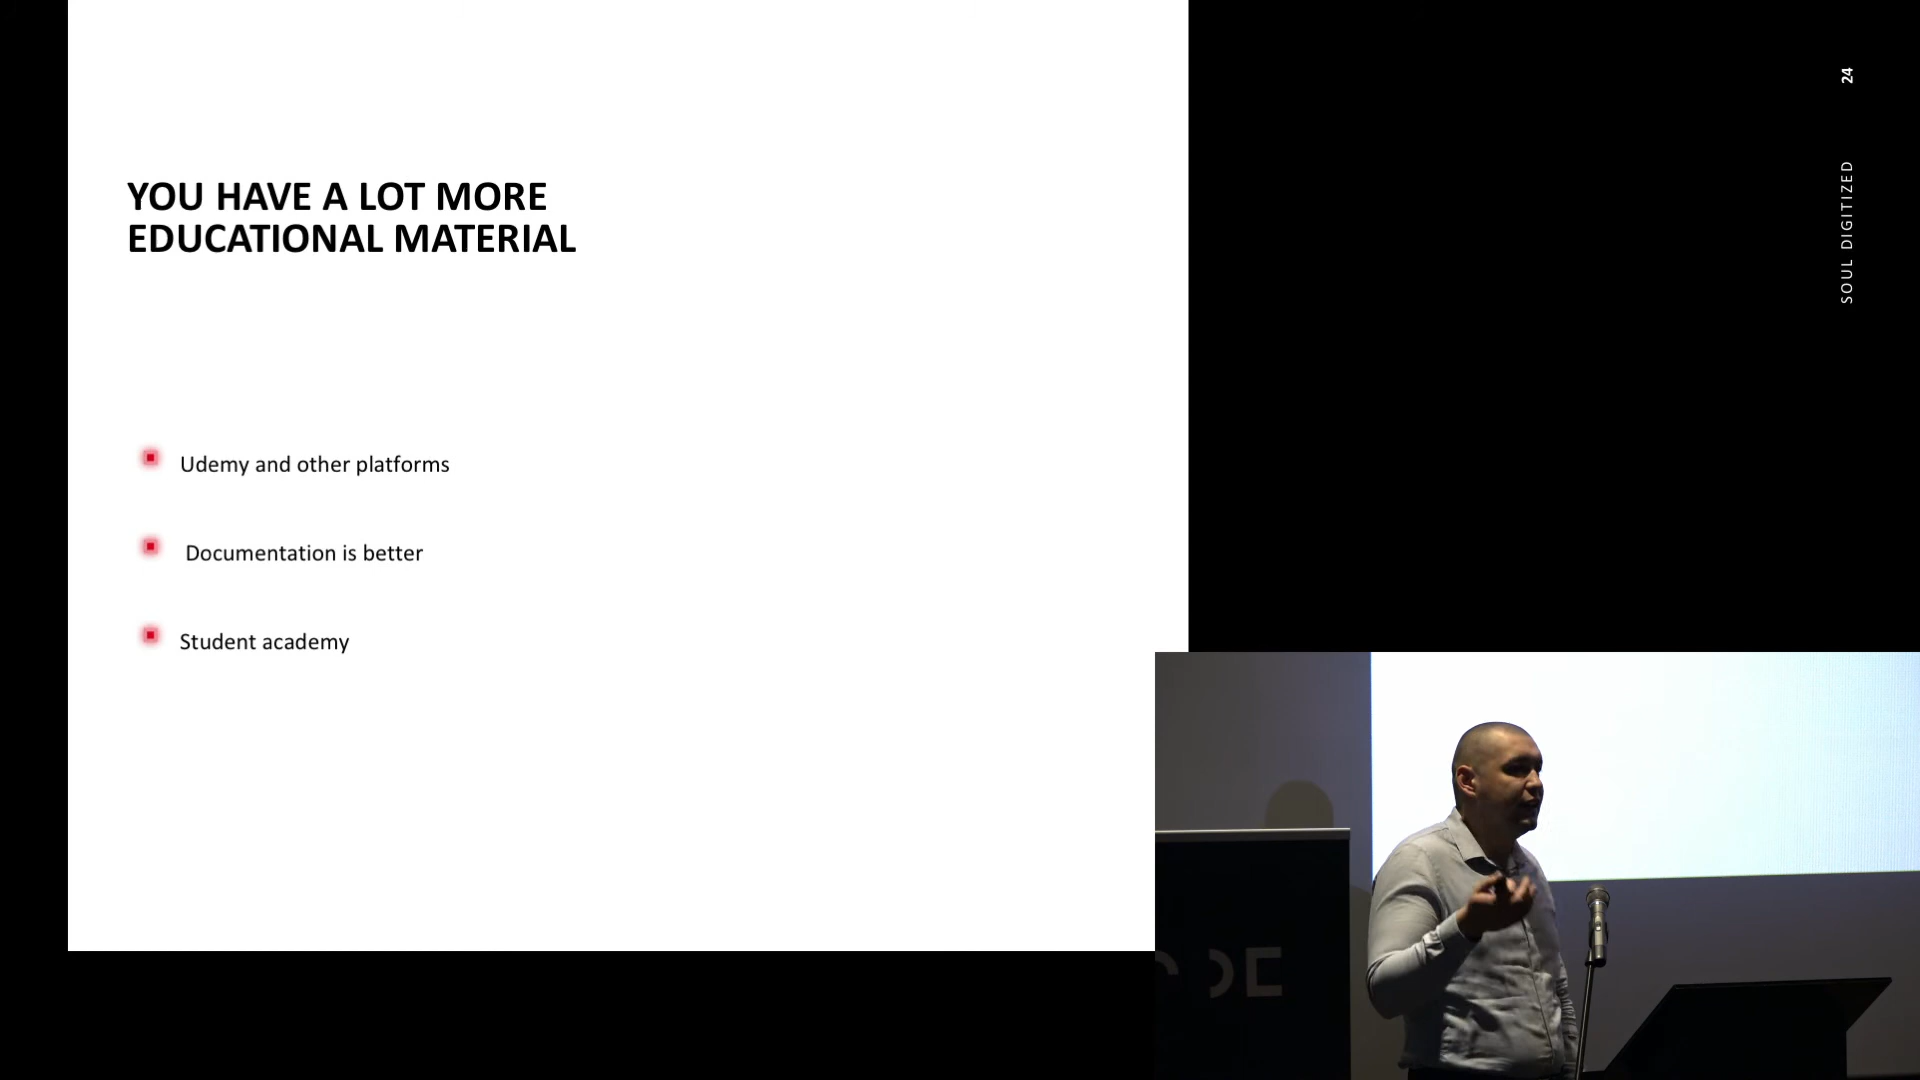 YOU HAVE A LOT MORE
EDUCATIONAL MATERIAL
Udemy and other platforms
Documentation is better
Student academy
24
SOUL DIGITIZED